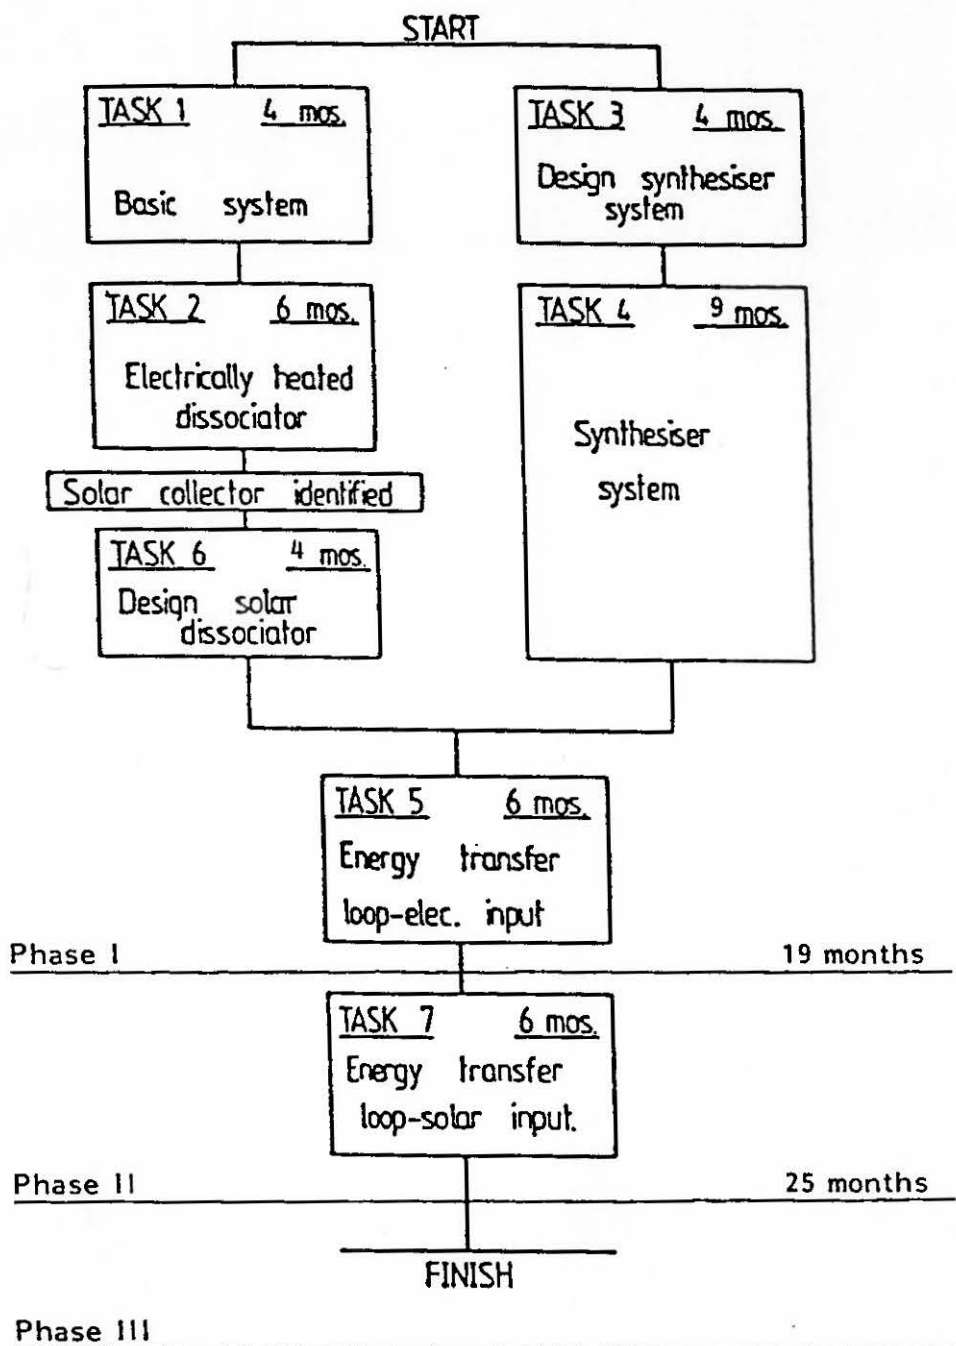 START
TASK 1 4 mos.
Basic system
TASK 3 4 mos.
Design synthesiser
system
TASK 2 6 mos.
Electrically heated
dissociator
TASK 4 9 mos.
Synthesiser
system
Solar collector identified
TASK 6 4 mos.
Design solar
dissociator
TASK 5 6 mos.
Energy transfer
loop-elec. input
Phase I 19 months
TASK 7 6 mos.
Energy transfer
loop-solar input.
Phase II 25 months
FINISH
Phase III